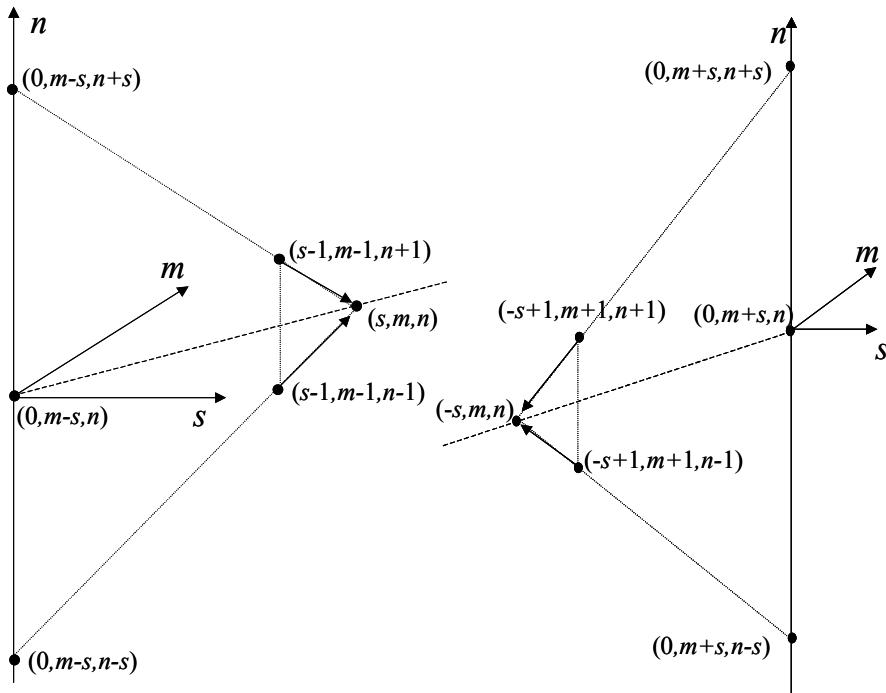 n
(0,m-s,n+s)
(s-1,m-1,n+1)
m
(s,m,n)
(s-1,m-1,n-1)
(0,m-s,n)
s
(0,m-s,n-s)
n
(0,m+s,n+s)
m
(-s+1,m+1,n+1)
(0,m+s,n)
s
(-s,m,n)
(-s+1,m+1,n-1)
(0,m+s,n-s)